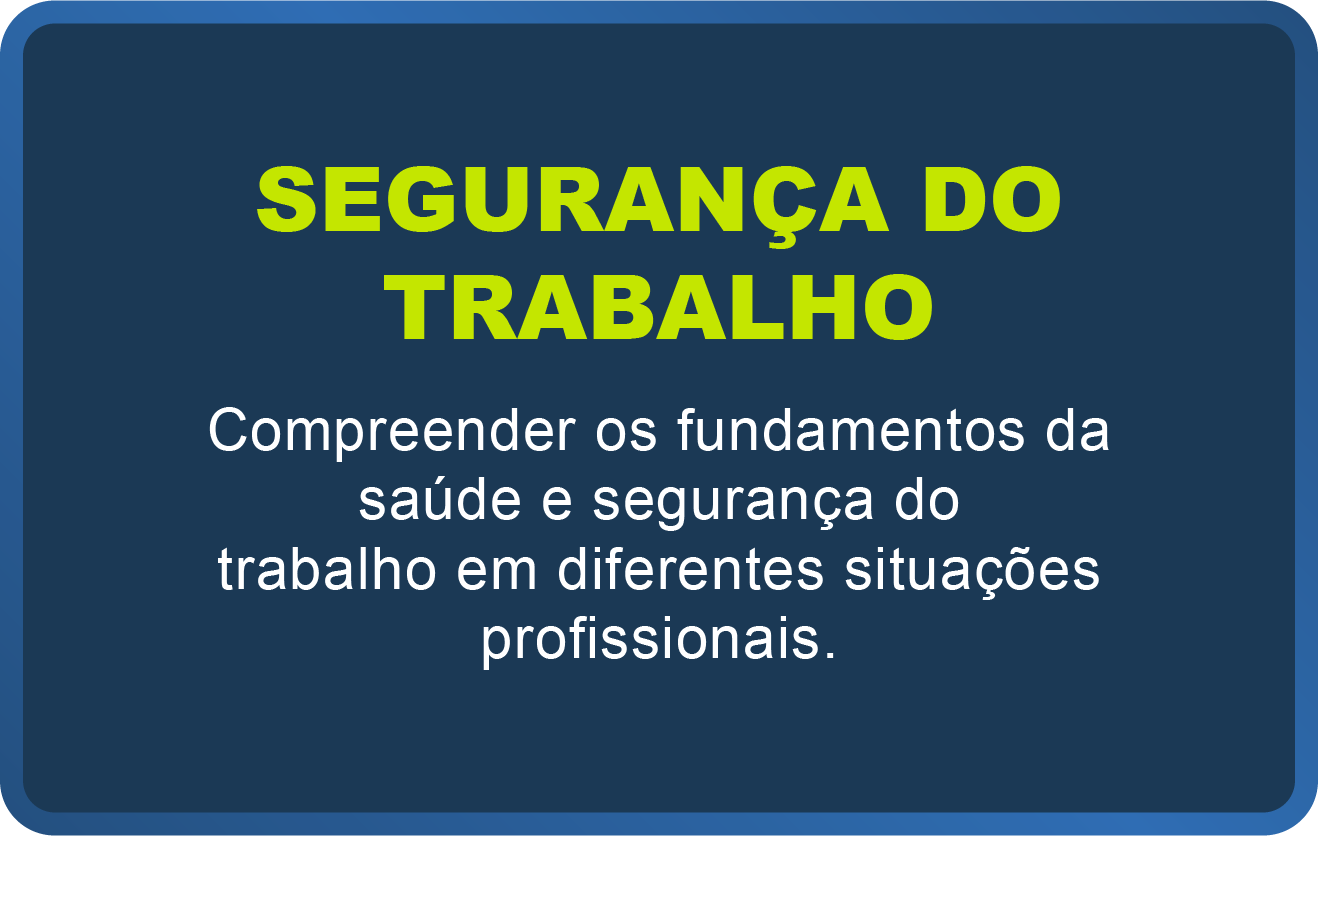 SEGURANÇA DO
TRABALHO
Compreender os fundamentos da
saúde e segurança do
trabalho em diferentes situações
profissionais.